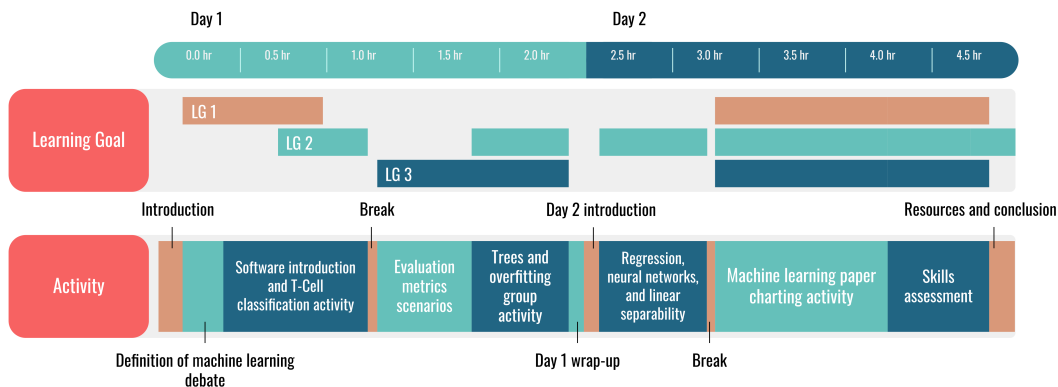 Day 1
Day 2
0.0 hr
0.5 hr
1.0 hr
1.5 hr
2.0 hr
2.5 hr
3.0 hr
3.5 hr
4.0 hr
4.5 hr
Learning Goal
LG 1
LG 2
LG 3
Introduction
Break
Day 2 introduction
Resources and conclusion
Activity
Software introduction
and T-Cell
classification activity
Evaluation
metrics
scenarios
Trees and
overfitting
group
activity
Regression,
neural networks,
and linear
separability
Machine learning paper
charting activity
Skills
assessment
Definition of machine learning
debate
Day 1 wrap-up
Break